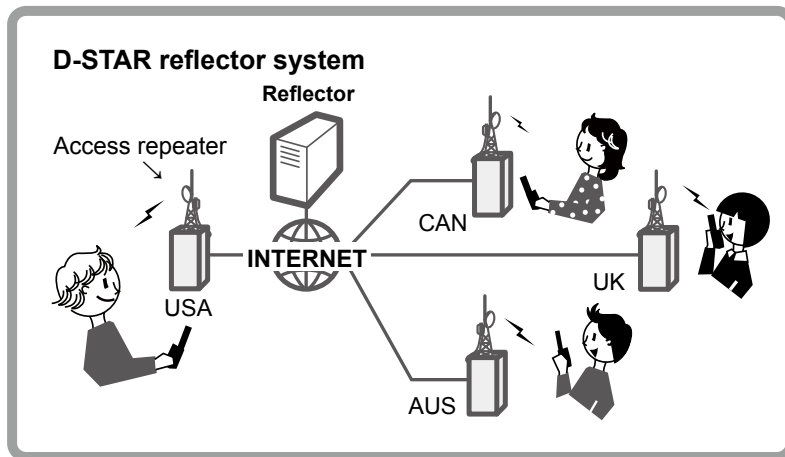 D-STAR reflector system
Reflector
Access repeater
CAN
INTERNET
USA
UK
AUS